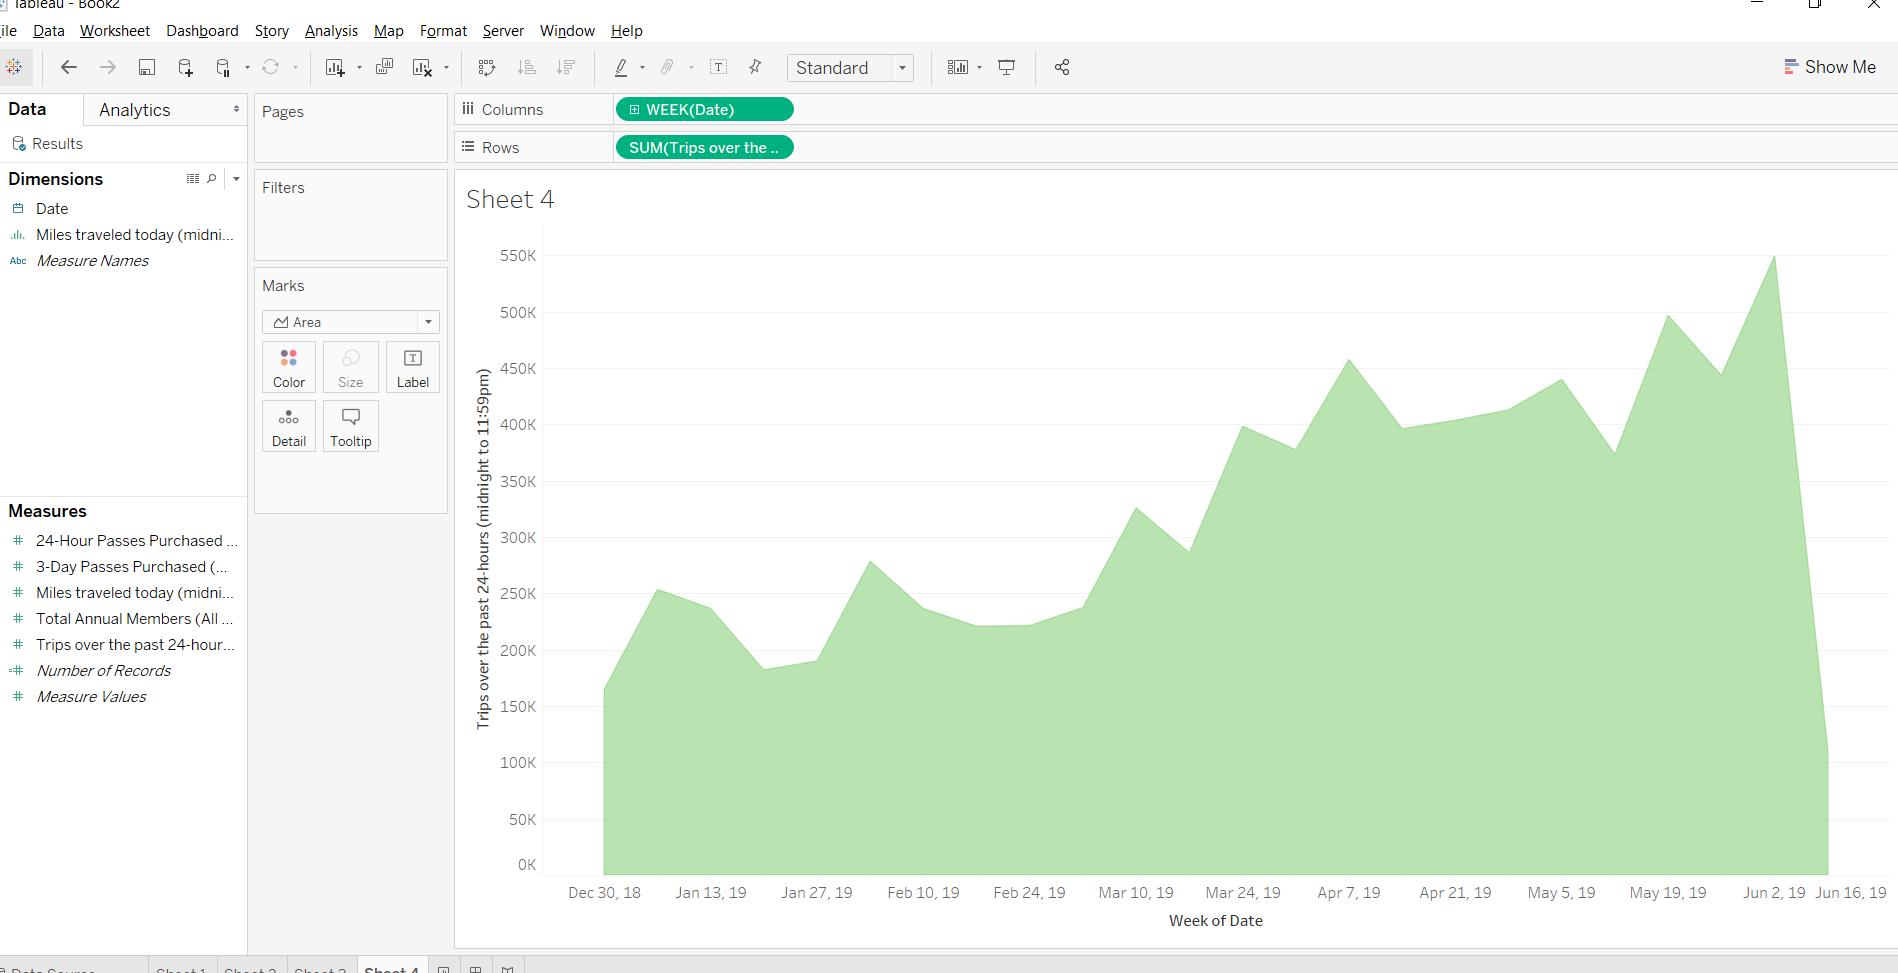 Tableau - Book2
ile Data Worksheet Dashboard Story Analysis Map Format Server Window Help
Standard
Show Me
Data Analytics
Results
Dimensions
Date
Miles traveled today (midni...
Abc Measure Names
Measures
24-Hour Passes Purchased ...
3-Day Passes Purchased (...
Miles traveled today (midni...
Total Annual Members (All ...
Trips over the past 24-hour...
Number of Records
Measure Values
Pages
Filters
Marks
Area
Color Size Label
Detail Tooltip
Columns WEEK(Date)
Rows SUM(Trips over the ..
Sheet 4
Trips over the past 24-hours (midnight to 11:59pm)
550K
500K
450K
400K
350K
300K
250K
200K
150K
100K
50K
0K
Dec 30, 18 Jan 13, 19 Jan 27, 19 Feb 10, 19 Feb 24, 19 Mar 10, 19 Mar 24, 19 Apr 7, 19 Apr 21, 19 May 5, 19 May 19, 19 Jun 2, 19 Jun 16, 19
Week of Date
Data Source Sheet 1 Sheet 2 Sheet 3 Sheet 4